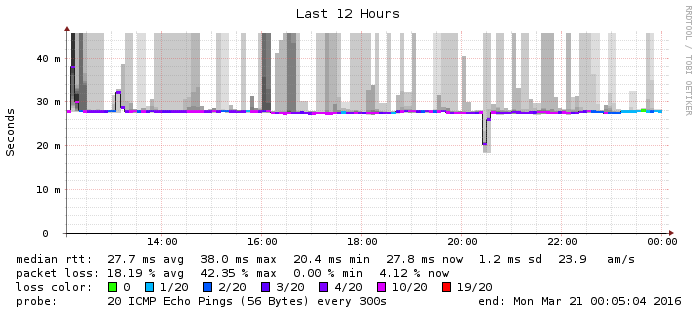 Last 12 Hours
RRDTOOL / TOBI OETIKER
Seconds
40 m
30 m
20 m
10 m
0
14:00 16:00 18:00 20:00 22:00 00:00
median rtt: 27.7 ms avg 38.0 ms max 20.4 ms min 27.8 ms now 1.2 ms sd 23.9 am/s
packet loss: 18.19 % avg 42.35 % max 0.00 % min 4.12 % now
loss color: 0 1/20 2/20 3/20 4/20 10/20 19/20
probe: 20 ICMP Echo Pings (56 Bytes) every 300s end: Mon Mar 21 00:05:04 2016